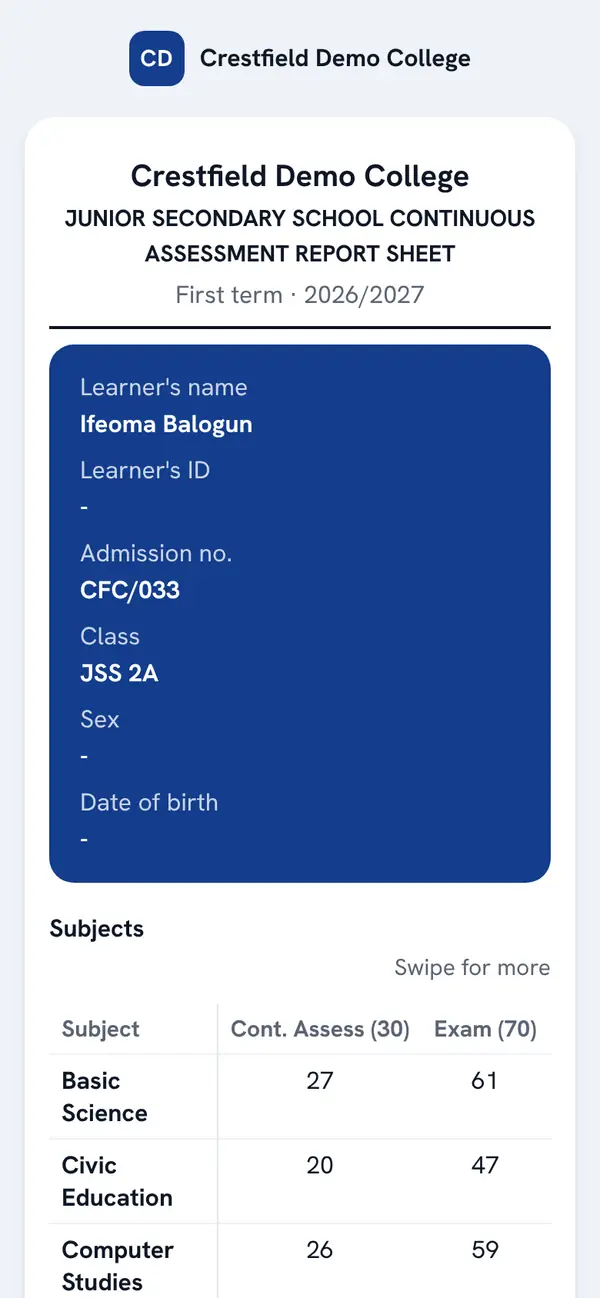 CD Crestfield Demo College
Crestfield Demo College
JUNIOR SECONDARY SCHOOL CONTINUOUS
ASSESSMENT REPORT SHEET
First term · 2026/2027
Learner's name
Ifeoma Balogun
Learner's ID
-
Admission no.
CFC/033
Class
JSS 2A
Sex
-
Date of birth
-
Subjects
Swipe for more
Subject Cont. Assess (30) Exam (70)
Basic 27 61
Science
Civic 20 47
Education
Computer 26 59
Studies